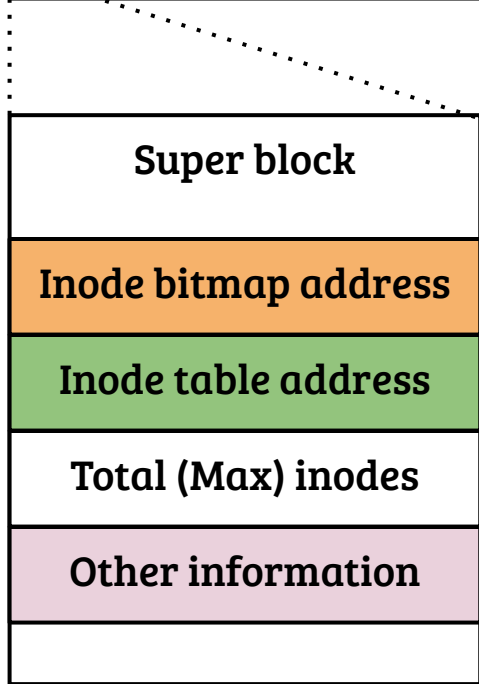 Super block
Inode bitmap address
Inode table address
Total (Max) inodes
Other information